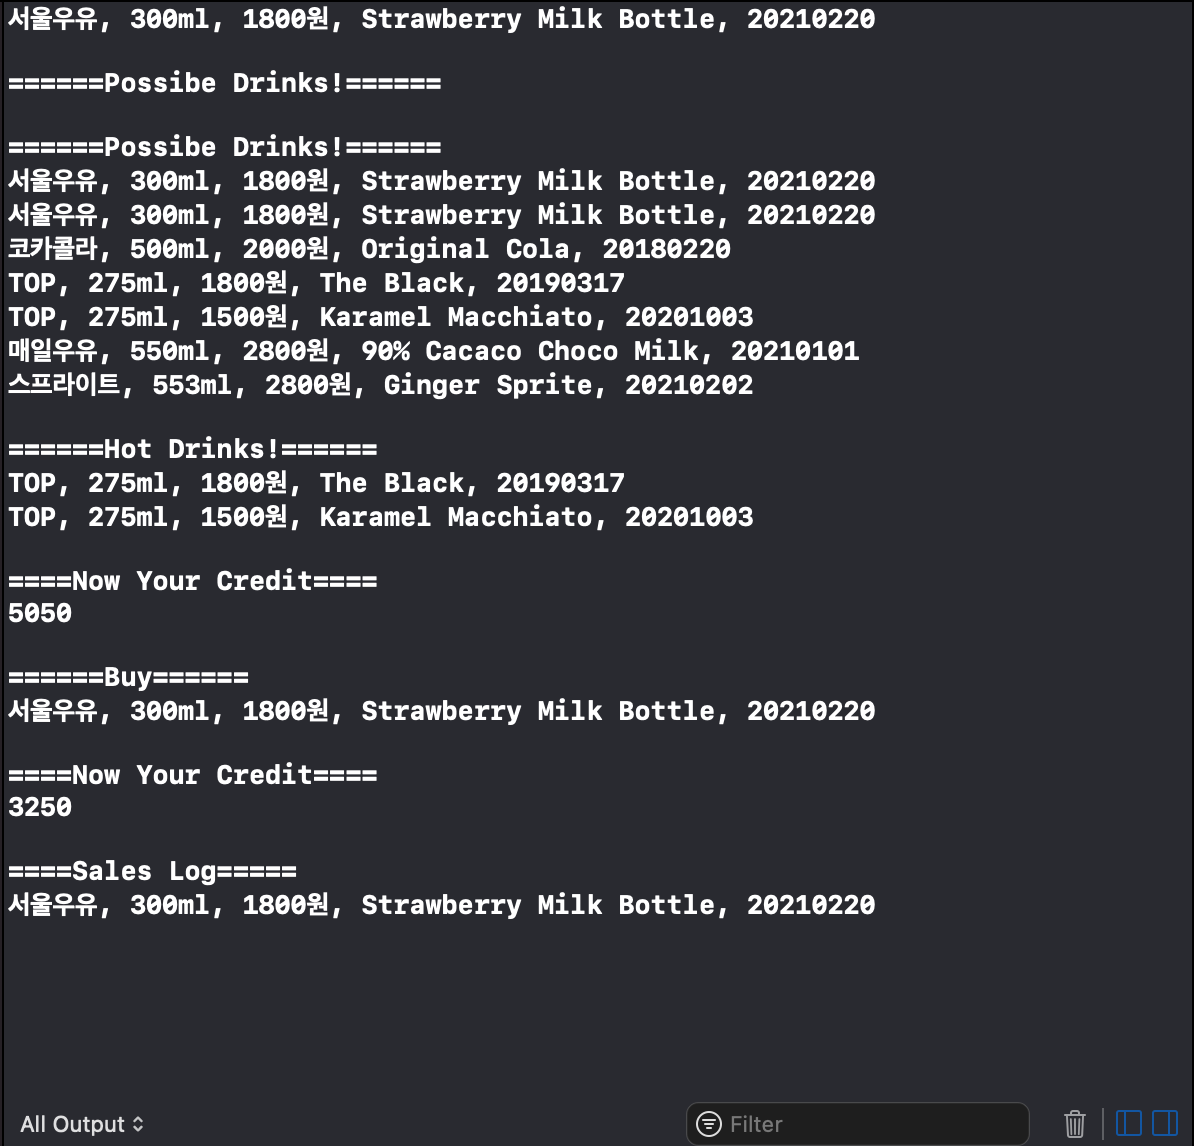 서울우유, 300ml, 1800원, Strawberry Milk Bottle, 20210220
======Possibe Drinks!======
======Possibe Drinks!======
서울우유, 300ml, 1800원, Strawberry Milk Bottle, 20210220
서울우유, 300ml, 1800원, Strawberry Milk Bottle, 20210220
코카콜라, 500ml, 2000원, Original Cola, 20180220
TOP, 275ml, 1800원, The Black, 20190317
TOP, 275ml, 1500원, Karamel Macchiato, 20201003
매일우유, 550ml, 2800원, 90% Cacaco Choco Milk, 20210101
스프라이트, 553ml, 2800원, Ginger Sprite, 20210202
======Hot Drinks!======
TOP, 275ml, 1800원, The Black, 20190317
TOP, 275ml, 1500원, Karamel Macchiato, 20201003
====Now Your Credit====
5050
======Buy======
서울우유, 300ml, 1800원, Strawberry Milk Bottle, 20210220
====Now Your Credit====
3250
====Sales Log=====
서울우유, 300ml, 1800원, Strawberry Milk Bottle, 20210220
All Output
Filter